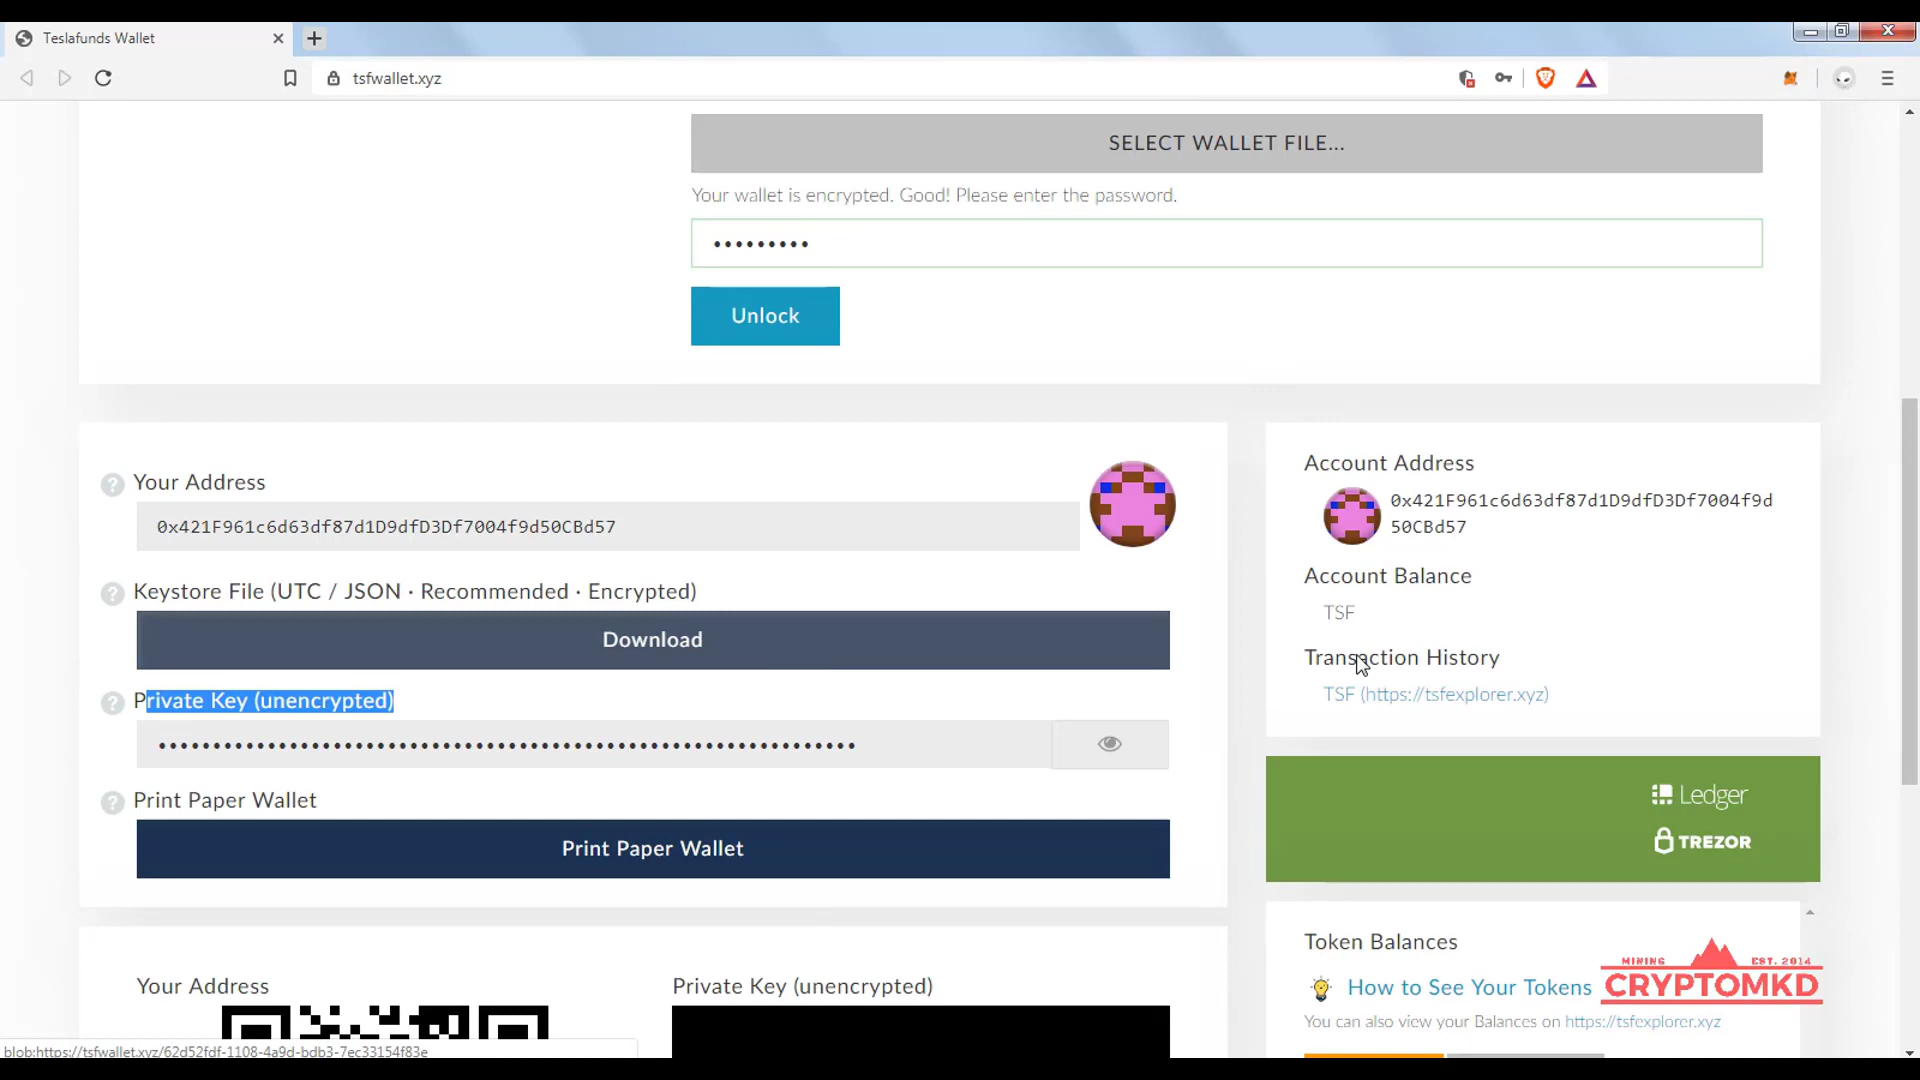 Teslafunds Wallet
tsfwallet.xyz
SELECT WALLET FILE...
Your wallet is encrypted. Good! Please enter the password.
•••••••••
Unlock
Your Address
0x421F961c6d63df87d1D9dfD3Df7004f9d50CBd57
Keystore File (UTC / JSON · Recommended · Encrypted)
Download
Private Key (unencrypted)
Print Paper Wallet
Print Paper Wallet
Your Address
Private Key (unencrypted)
blob:https://tsfwallet.xyz/62d52fdf-1108-4a9d-bdb3-7ec33154f83e
Account Address
0x421F961c6d63df87d1D9dfD3Df7004f9d
50CBd57
Account Balance
TSF
Transaction History
TSF (https://tsfexplorer.xyz)
Ledger
TREZOR
Token Balances
How to See Your Tokens
You can also view your Balances on https://tsfexplorer.xyz
MINING EST. 2014
CRYPTOMKD